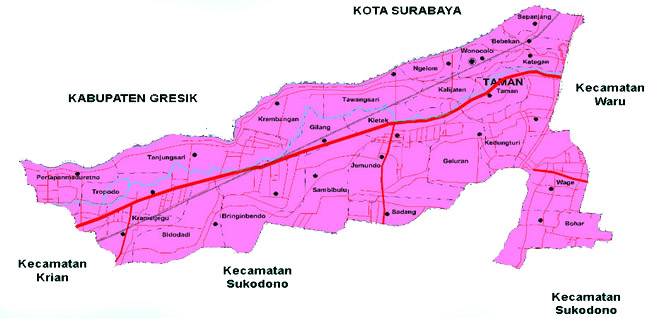 KOTA SURABAYA
Sepanjang
Bebekan
Wonocolo
Ketegan
Ngelom
TAMAN
Kalijaten
Taman
KABUPATEN GRESIK
Kecamatan
Waru
Tawangsari
Krembangan
Kletek
Gilang
Kedungturi
Tanjungsari
Jemundo
Geluran
Pertapanmaduretno
Sambibulu
Wage
Tropodo
Kramatjegu
Bringinbendo
Sadang
Bohar
Sidodadi
Kecamatan
Krian
Kecamatan
Sukodono
Kecamatan
Sukodono